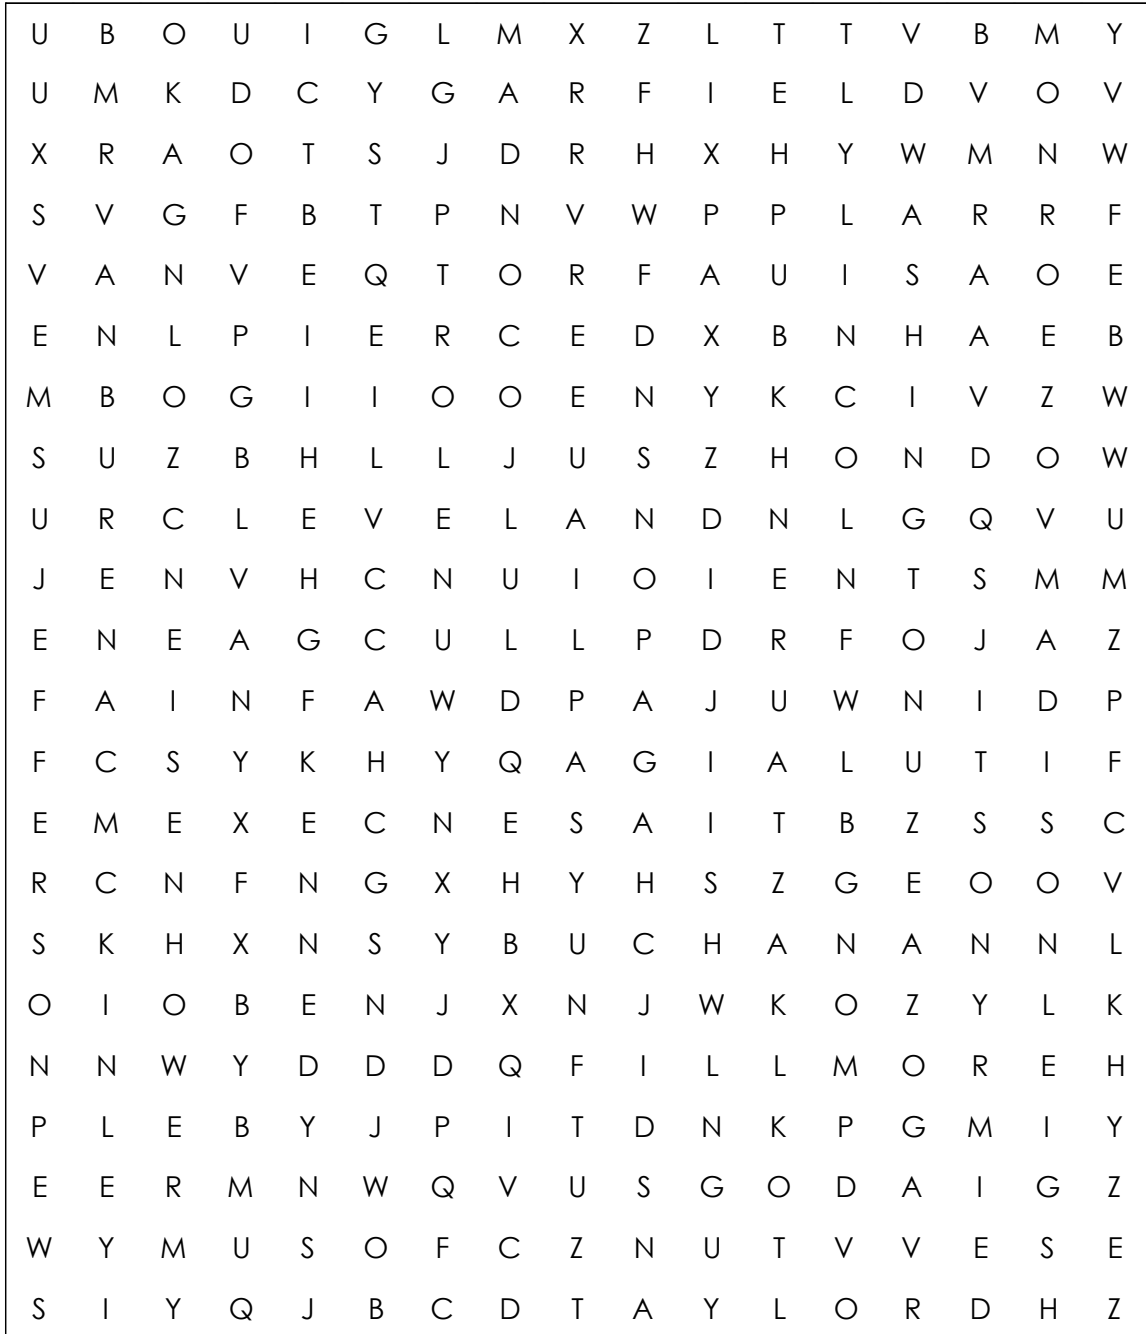 U B O U I G L M X Z L T T V B M Y
U M K D C Y G A R F I E L D V O V
X R A O T S J D R H X H Y W M N W
S V G F B T P N V W P P L A R R F
V A N V E Q T O R F A U I S A O E
E N L P I E R C E D X B N H A E B
M B O G I I O O E N Y K C I V Z W
S U Z B H L L J U S Z H O N D O W
U R C L E V E L A N D N L G Q V U
J E N V H C N U I O I E N T S M M
E N E A G C U L L P D R F O J A Z
F A I N F A W D P A J U W N I D P
F C S Y K H Y Q A G I A L U T I F
E M E X E C N E S A I T B Z S S C
R C N F N G X H Y H S Z G E O O V
S K H X N S Y B U C H A N A N N L
O I O B E N J X N J W K O Z Y L K
N N W Y D D D Q F I L L M O R E H
P L E B Y J P I T D N K P G M I Y
E E R M N W Q V U S G O D A I G Z
W Y M U S O F C Z N U T V V E S E
S I Y Q J B C D T A Y L O R D H Z